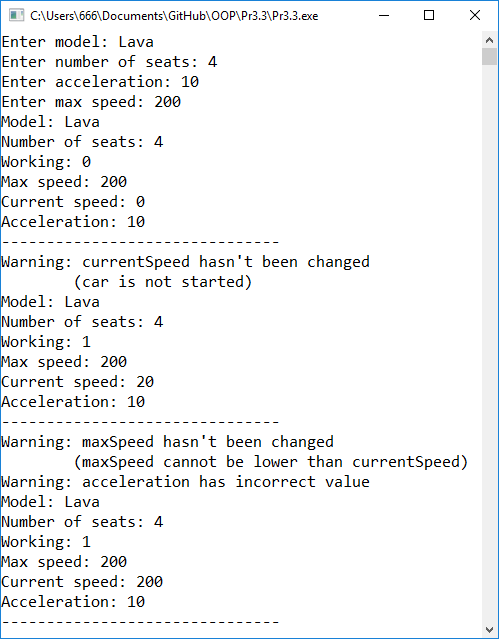 C:\Users\666\Documents\GitHub\OOP\Pr3.3\Pr3.3.exe
Enter model: Lava
Enter number of seats: 4
Enter acceleration: 10
Enter max speed: 200
Model: Lava
Number of seats: 4
Working: 0
Max speed: 200
Current speed: 0
Acceleration: 10
-------------------------------
Warning: currentSpeed hasn't been changed
        (car is not started)
Model: Lava
Number of seats: 4
Working: 1
Max speed: 200
Current speed: 20
Acceleration: 10
-------------------------------
Warning: maxSpeed hasn't been changed
        (maxSpeed cannot be lower than currentSpeed)
Warning: acceleration has incorrect value
Model: Lava
Number of seats: 4
Working: 1
Max speed: 200
Current speed: 200
Acceleration: 10
-------------------------------